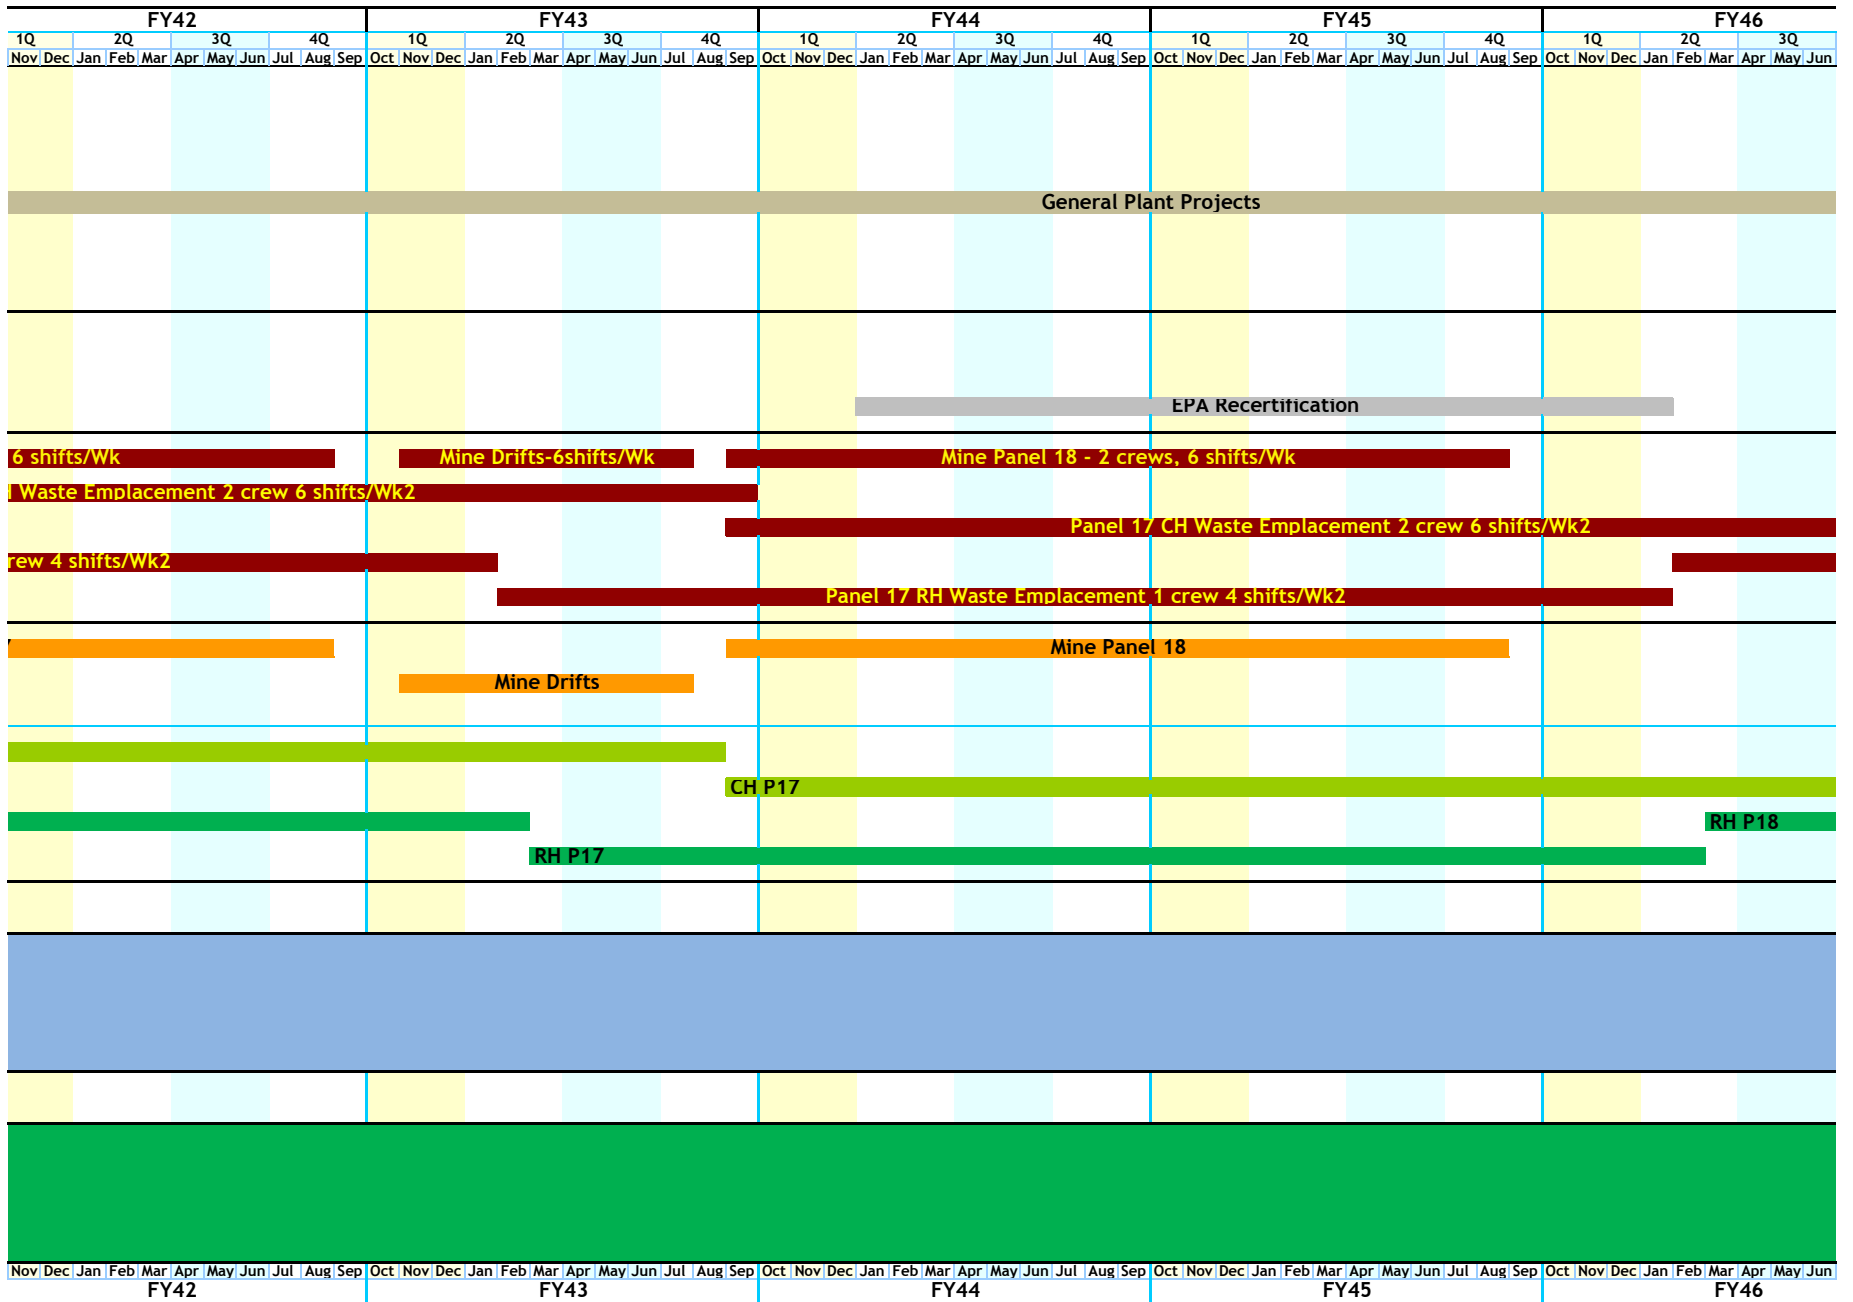 FY42 FY43 FY44 FY45 FY46
1Q 2Q 3Q 4Q 1Q 2Q 3Q 4Q 1Q 2Q 3Q 4Q 1Q 2Q 3Q 4Q 1Q 2Q 3Q
Nov Dec Jan Feb Mar Apr May Jun Jul Aug Sep Oct Nov Dec Jan Feb Mar Apr May Jun Jul Aug Sep Oct Nov Dec Jan Feb Mar Apr May Jun Jul Aug Sep Oct Nov Dec Jan Feb Mar Apr May Jun Jul Aug Sep Oct Nov Dec Jan Feb Mar Apr May Jun
General Plant Projects
EPA Recertification
6 shifts/Wk Mine Drifts-6shifts/Wk Mine Panel 18 - 2 crews, 6 shifts/Wk
Waste Emplacement 2 crew 6 shifts/Wk2
Panel 17 CH Waste Emplacement 2 crew 6 shifts/Wk2
rew 4 shifts/Wk2
Panel 17 RH Waste Emplacement 1 crew 4 shifts/Wk2
Mine Panel 18
Mine Drifts
CH P17
RH P18
RH P17
Nov Dec Jan Feb Mar Apr May Jun Jul Aug Sep Oct Nov Dec Jan Feb Mar Apr May Jun Jul Aug Sep Oct Nov Dec Jan Feb Mar Apr May Jun Jul Aug Sep Oct Nov Dec Jan Feb Mar Apr May Jun Jul Aug Sep Oct Nov Dec Jan Feb Mar Apr May Jun
FY42 FY43 FY44 FY45 FY46